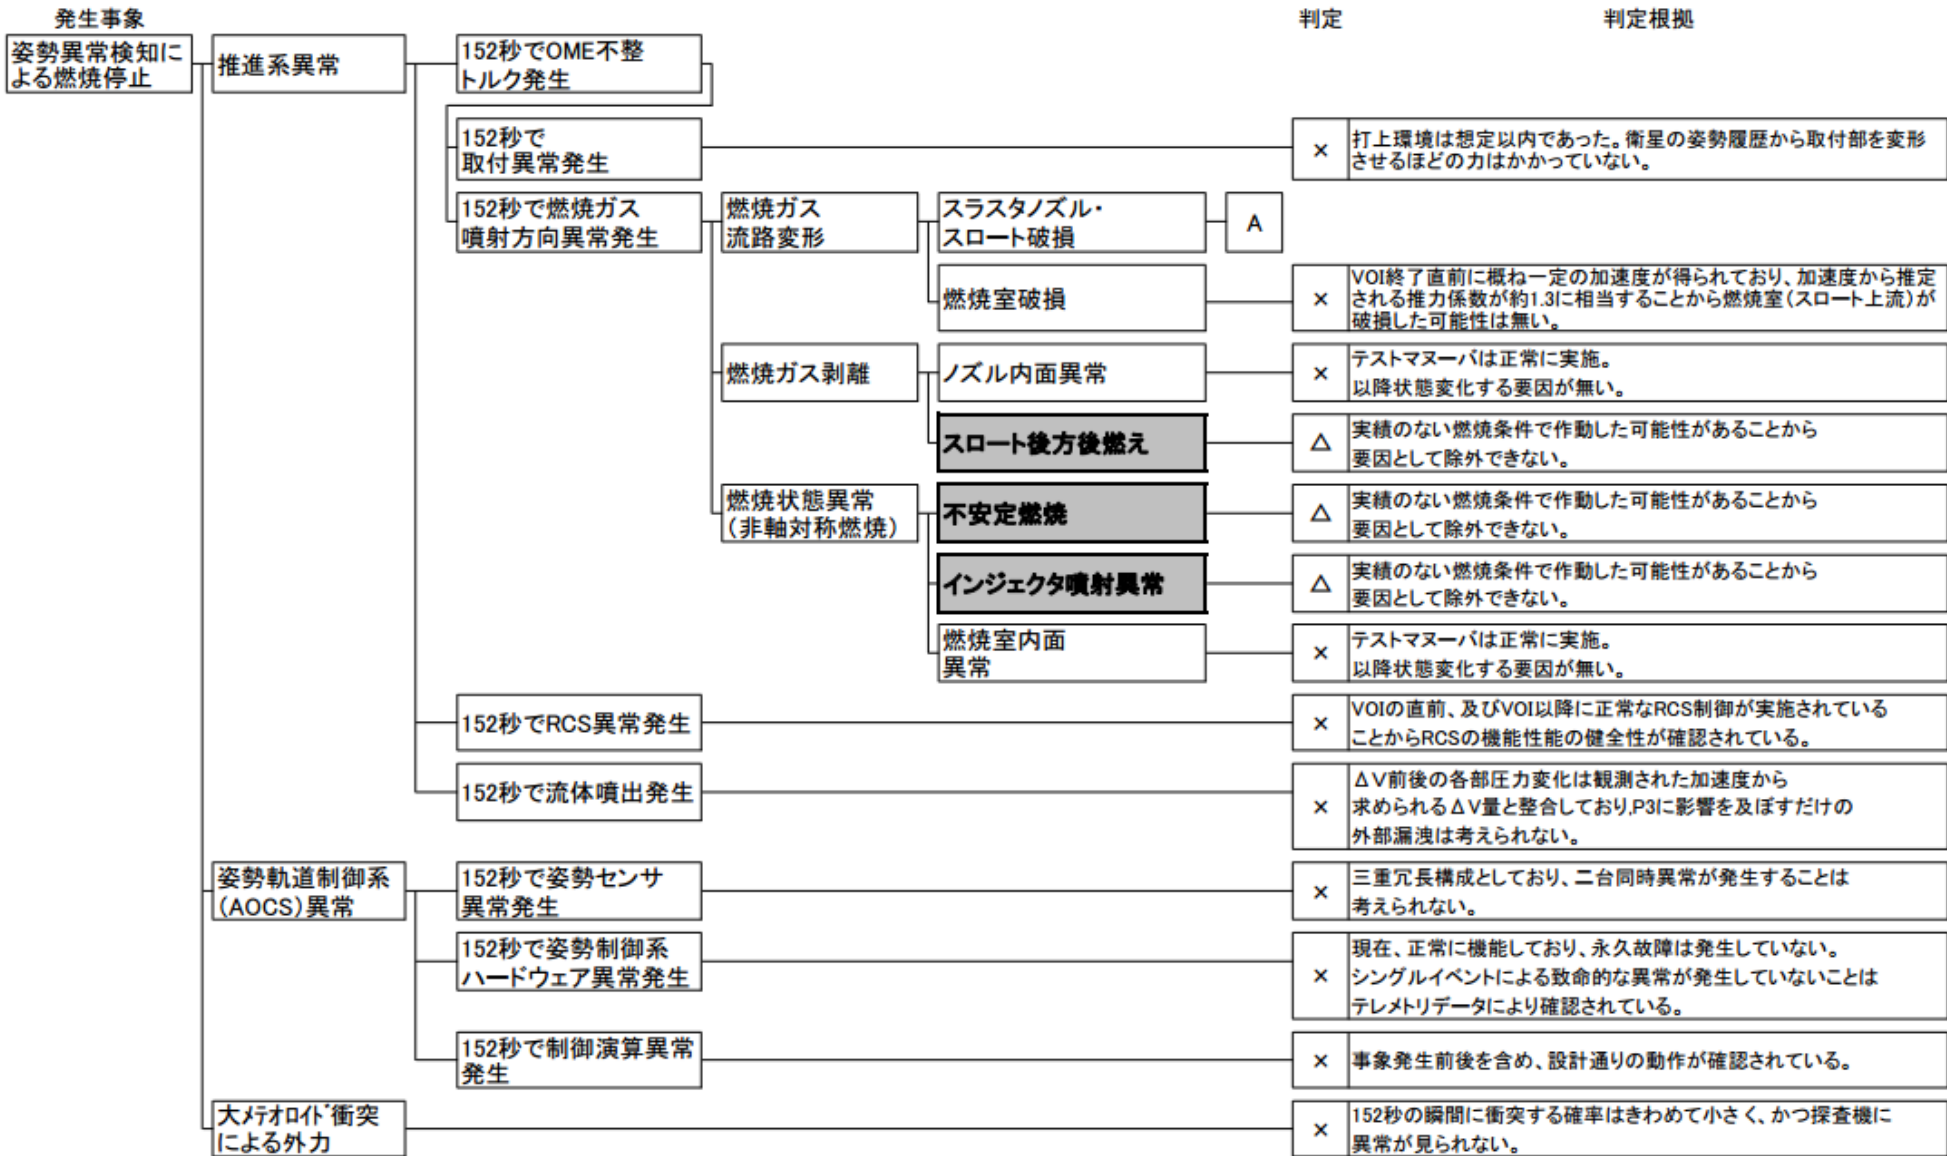 発生事象
判定
判定根拠
姿勢異常検知に
よる燃焼停止
推進系異常
152秒でOME不整
トルク発生
152秒で
取付異常発生
×
打上環境は想定以内であった。衛星の姿勢履歴から取付部を変形
させるほどの力はかかっていない。
152秒で燃焼ガス
噴射方向異常発生
燃焼ガス
流路変形
スラスタノズル・
スロート破損
A
燃焼室破損
×
VOI終了直前に概ね一定の加速度が得られており、加速度から推定
される推力係数が約1.3に相当することから燃焼室(スロート上流)が
破損した可能性は無い。
燃焼ガス剥離
ノズル内面異常
×
テストマヌーバは正常に実施。
以降状態変化する要因が無い。
スロート後方後燃え
△
実績のない燃焼条件で作動した可能性があることから
要因として除外できない。
燃焼状態異常
(非軸対称燃焼)
不安定燃焼
△
実績のない燃焼条件で作動した可能性があることから
要因として除外できない。
インジェクタ噴射異常
△
実績のない燃焼条件で作動した可能性があることから
要因として除外できない。
燃焼室内面
異常
×
テストマヌーバは正常に実施。
以降状態変化する要因が無い。
152秒でRCS異常発生
×
VOIの直前、及びVOI以降に正常なRCS制御が実施されている
ことからRCSの機能性能の健全性が確認されている。
152秒で流体噴出発生
×
ΔV前後の各部圧力変化は観測された加速度から
求められるΔV量と整合しており,P3に影響を及ぼすだけの
外部漏洩は考えられない。
姿勢軌道制御系
(AOCS)異常
152秒で姿勢センサ
異常発生
×
三重冗長構成としており、二台同時異常が発生することは
考えられない。
152秒で姿勢制御系
ハードウェア異常発生
×
現在、正常に機能しており、永久故障は発生していない。
シングルイベントによる致命的な異常が発生していないことは
テレメトリデータにより確認されている。
152秒で制御演算異常
発生
×
事象発生前後を含め、設計通りの動作が確認されている。
大メテオロイド衝突
による外力
×
152秒の瞬間に衝突する確率はきわめて小さく、かつ探査機に
異常が見られない。